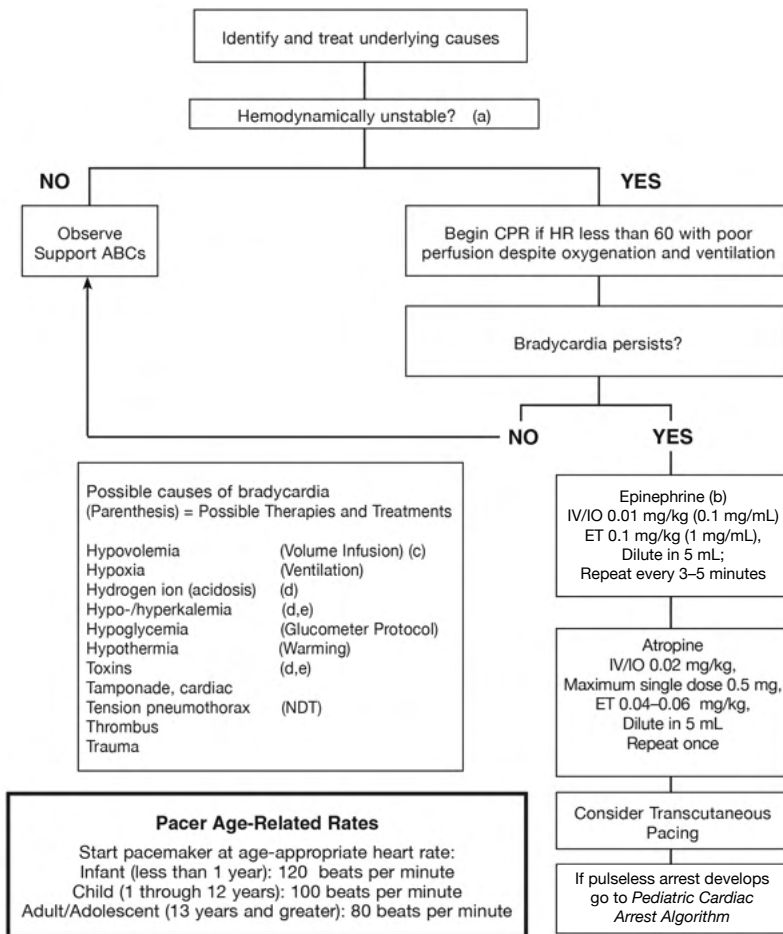 Identify and treat underlying causes
Hemodynamically unstable? (a)
NO
YES
Observe
Support ABCs
Begin CPR if HR less than 60 with poor
perfusion despite oxygenation and ventilation
Bradycardia persists?
NO
YES
Possible causes of bradycardia
(Parenthesis) = Possible Therapies and Treatments
Hypovolemia (Volume Infusion) (c)
Hypoxia (Ventilation)
Hydrogen ion (acidosis) (d)
Hypo-/hyperkalemia (d,e)
Hypoglycemia (Glucometer Protocol)
Hypothermia (Warming)
Toxins (d,e)
Tamponade, cardiac
Tension pneumothorax (NDT)
Thrombus
Trauma
Epinephrine (b)
IV/IO 0.01 mg/kg (0.1 mg/mL)
ET 0.1 mg/kg (1 mg/mL),
Dilute in 5 mL;
Repeat every 3–5 minutes
Atropine
IV/IO 0.02 mg/kg,
Maximum single dose 0.5 mg,
ET 0.04–0.06 mg/kg,
Dilute in 5 mL
Repeat once
Consider Transcutaneous
Pacing
If pulseless arrest develops
go to Pediatric Cardiac
Arrest Algorithm
Pacer Age-Related Rates
Start pacemaker at age-appropriate heart rate:
Infant (less than 1 year): 120 beats per minute
Child (1 through 12 years): 100 beats per minute
Adult/Adolescent (13 years and greater): 80 beats per minute